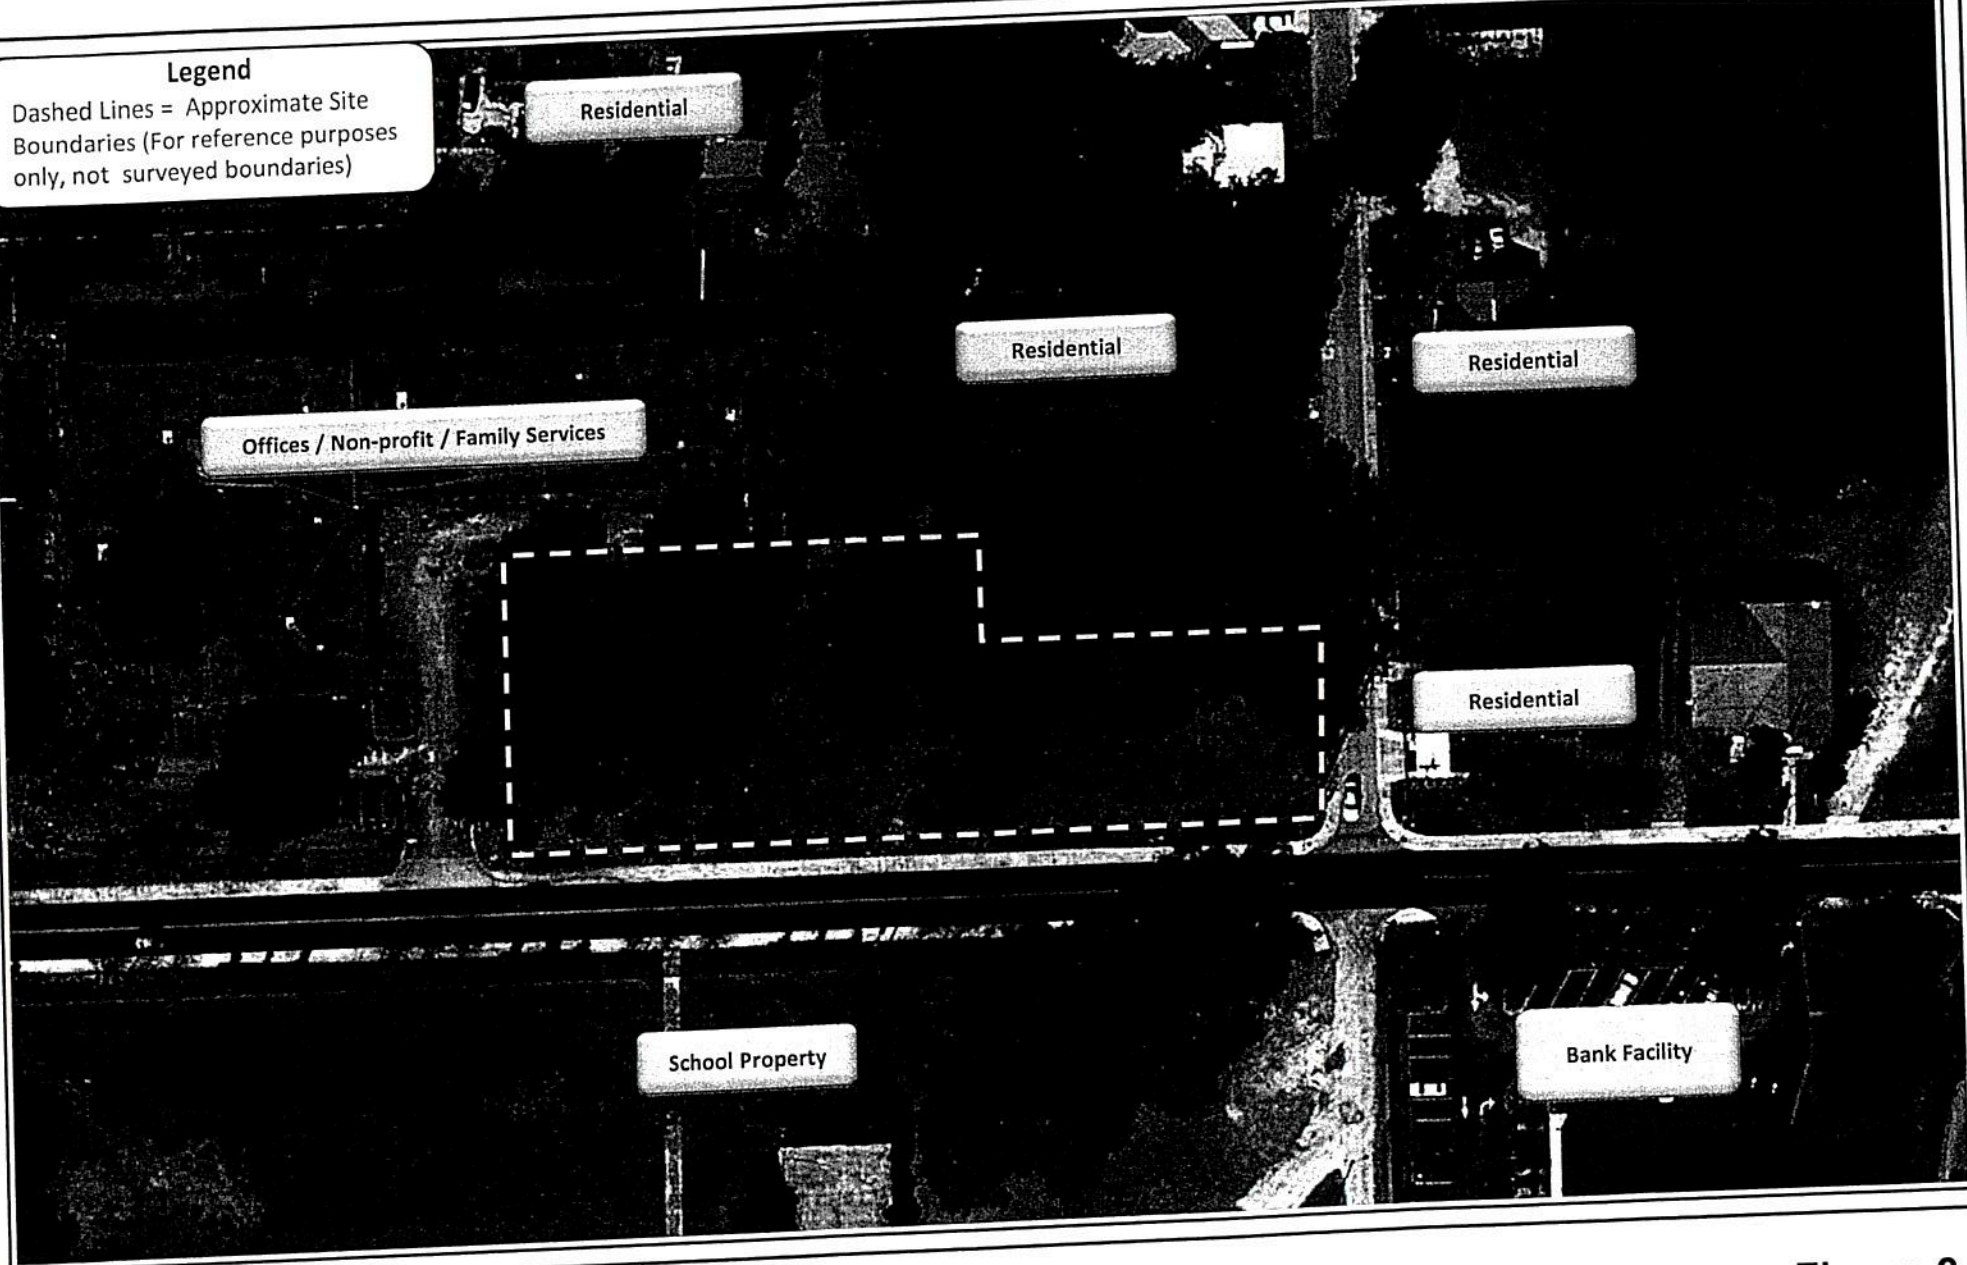 Legend
Dashed Lines = Approximate Site
Boundaries (For reference purposes
only, not surveyed boundaries)
Residential
Residential
Residential
Offices / Non-profit / Family Services
Residential
School Property
Bank Facility